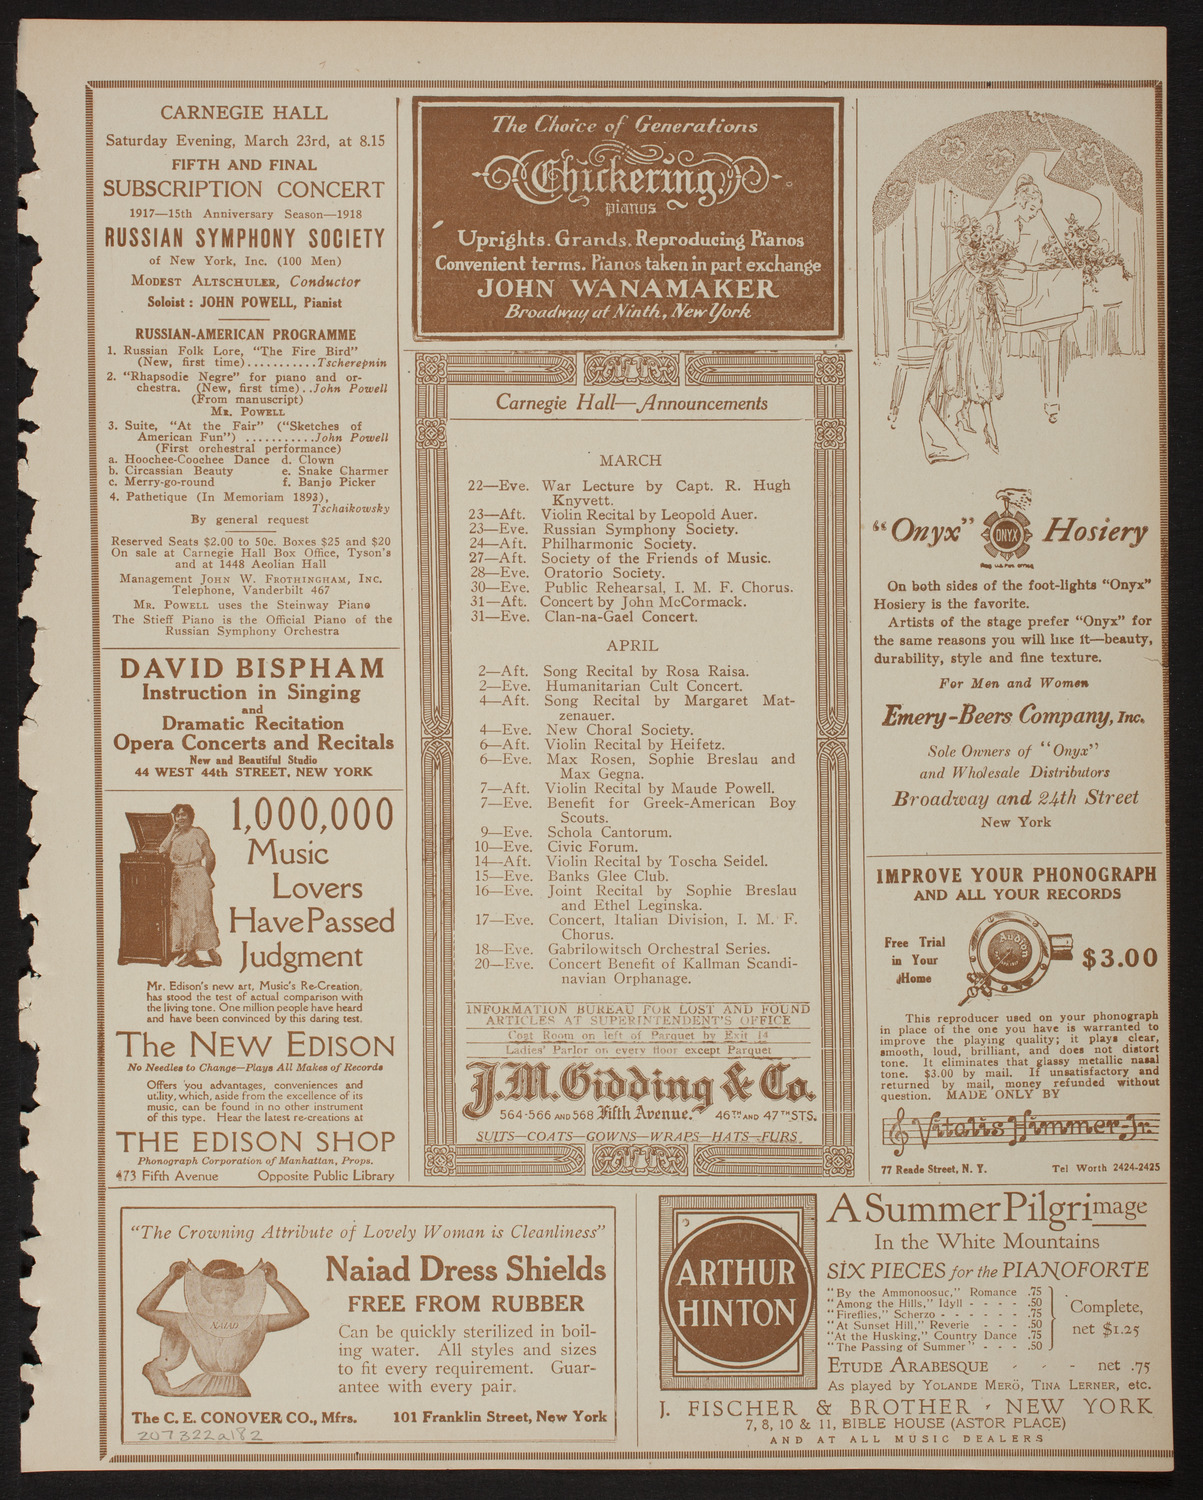 CARNEGIE HALL
Saturday Evening, March 23rd, at 8.15
FIFTH AND FINAL
SUBSCRIPTION CONCERT
1917—15th Anniversary Season—1918
RUSSIAN SYMPHONY SOCIETY
of New York, Inc. (100 Men)
MODEST ALTSCHULER, Conductor
Soloist: JOHN POWELL, Pianist
RUSSIAN-AMERICAN PROGRAMME
1. Russian Folk Lore, "The Fire Bird"
(New, first time)...........Tscherepnin
2. "Rhapsodie Negre" for piano and or-
chestra. (New, first time)..John Powell
(From manuscript)
MR. POWELL
3. Suite, "At the Fair" ("Sketches of
American Fun") ...........John Powell
(First orchestral performance)
a. Hoochee-Coochee Dance d. Clown
b. Circassian Beauty e. Snake Charmer
c. Merry-go-round f. Banjo Picker
4. Pathetique (In Memoriam 1893),
Tschaikowsky
By general request
Reserved Seats $2.00 to 50c. Boxes $25 and $20
On sale at Carnegie Hall Box Office, Tyson's
and at 1448 Aeolian Hall
Management JOHN W. FROTHINGHAM, INC.
Telephone, Vanderbilt 467
MR. POWELL uses the Steinway Piano
The Stieff Piano is the Official Piano of the
Russian Symphony Orchestra
DAVID BISPHAM
Instruction in Singing
and
Dramatic Recitation
Opera Concerts and Recitals
New and Beautiful Studio
44 WEST 44th STREET, NEW YORK
1,000,000
Music
Lovers
Have Passed
Judgment
Mr. Edison's new art, Music's Re-Creation,
has stood the test of actual comparison with
the living tone. One million people have heard
and have been convinced by this daring test.
The NEW EDISON
No Needles to Change—Plays All Makes of Records
Offers you advantages, conveniences and
utility, which, aside from the excellence of its
music, can be found in no other instrument
of this type. Hear the latest re-creations at
THE EDISON SHOP
Phonograph Corporation of Manhattan, Props.
473 Fifth Avenue Opposite Public Library
The Choice of Generations
Chickering
pianos
Uprights. Grands. Reproducing Pianos
Convenient terms. Pianos taken in part exchange
JOHN WANAMAKER
Broadway at Ninth, New York
Carnegie Hall—Announcements
MARCH
22—Eve. War Lecture by Capt. R. Hugh
Knyvett.
23—Aft. Violin Recital by Leopold Auer.
23—Eve. Russian Symphony Society.
24—Aft. Philharmonic Society.
27—Aft. Society of the Friends of Music.
28—Eve. Oratorio Society.
30—Eve. Public Rehearsal, I. M. F. Chorus.
31—Aft. Concert by John McCormack.
31—Eve. Clan-na-Gael Concert.
APRIL
2—Aft. Song Recital by Rosa Raisa.
2—Eve. Humanitarian Cult Concert.
4—Aft. Song Recital by Margaret Mat-
zenauer.
4—Eve. New Choral Society.
6—Aft. Violin Recital by Heifetz.
6—Eve. Max Rosen, Sophie Breslau and
Max Gegna.
7—Aft. Violin Recital by Maude Powell.
7—Eve. Benefit for Greek-American Boy
Scouts.
9—Eve. Schola Cantorum.
10—Eve. Civic Forum.
14—Aft. Violin Recital by Toscha Seidel.
15—Eve. Banks Glee Club.
16—Eve. Joint Recital by Sophie Breslau
and Ethel Leginska.
17—Eve. Concert, Italian Division, I. M. F.
Chorus.
18—Eve. Gabrilowitsch Orchestral Series.
20—Eve. Concert Benefit of Kallman Scandi-
navian Orphanage.
INFORMATION BUREAU FOR LOST AND FOUND
ARTICLES AT SUPERINTENDENT'S OFFICE
Coat Room on left of Parquet by Exit 14
Ladies' Parlor on every floor except Parquet
J.M. Gidding & Co.
564-566 AND 568 Fifth Avenue. 46TH AND 47TH STS.
SUITS—COATS—GOWNS—WRAPS—HATS—FURS.
"Onyx" ONYX Hosiery
Reg. U.S. Pat. Office
On both sides of the foot-lights "Onyx"
Hosiery is the favorite.
Artists of the stage prefer "Onyx" for
the same reasons you will like it—beauty,
durability, style and fine texture.
For Men and Women
Emery-Beers Company, Inc.
Sole Owners of "Onyx"
and Wholesale Distributors
Broadway and 24th Street
New York
IMPROVE YOUR PHONOGRAPH
AND ALL YOUR RECORDS
Free Trial
in Your
Home
$3.00
This reproducer used on your phonograph
in place of the one you have is warranted to
improve the playing quality; it plays clear,
smooth, loud, brilliant, and does not distort
tone. It eliminates that glassy metallic nasal
tone. $3.00 by mail. If unsatisfactory and
returned by mail, money refunded without
question. MADE ONLY BY
Vitalis Himmer-Jr.
77 Reade Street, N. Y. Tel Worth 2424-2425
"The Crowning Attribute of Lovely Woman is Cleanliness"
NAIAD
Naiad Dress Shields
FREE FROM RUBBER
Can be quickly sterilized in boil-
ing water. All styles and sizes
to fit every requirement. Guar-
antee with every pair.
The C. E. CONOVER CO., Mfrs. 101 Franklin Street, New York
207322a182
ARTHUR
HINTON
A Summer Pilgrimage
In the White Mountains
SIX PIECES for the PIANOFORTE
"By the Ammonoosuc," Romance .75
"Among the Hills," Idyll - - - - .50
"Fireflies," Scherzo - - - - - - .75
"At Sunset Hill," Reverie - - - .50
"At the Husking," Country Dance .75
"The Passing of Summer" - - - .50
Complete,
net $1.25
ETUDE ARABESQUE - - - net .75
As played by YOLANDE MERÖ, TINA LERNER, etc.
J. FISCHER & BROTHER - NEW YORK
7, 8, 10 & 11, BIBLE HOUSE (ASTOR PLACE)
AND AT ALL MUSIC DEALERS